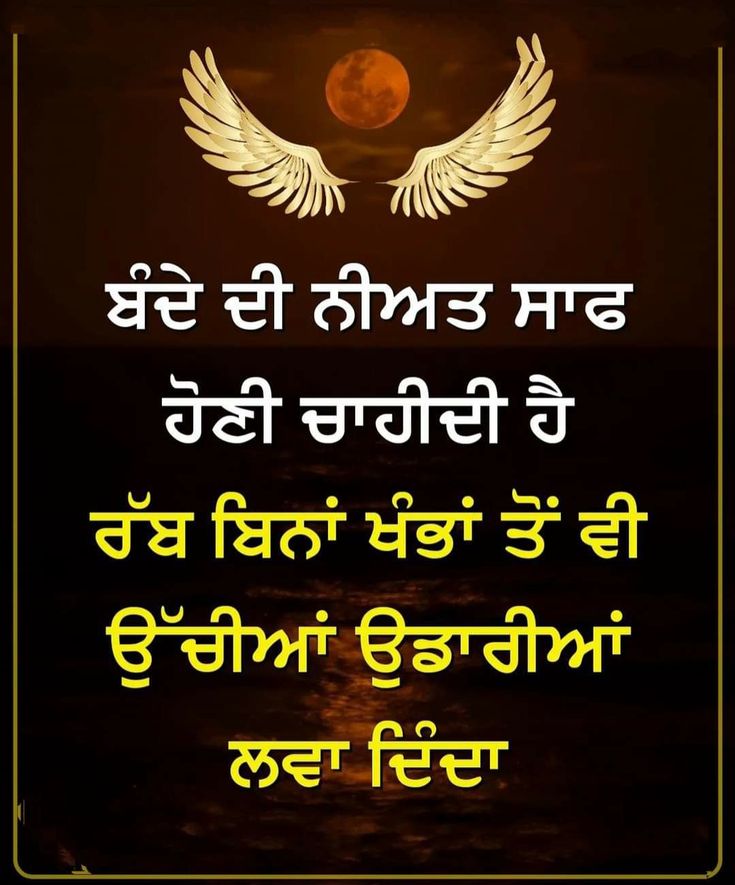 ਬੰਦੇ ਦੀ ਨੀਅਤ ਸਾਫ
ਹੋਣੀ ਚਾਹੀਦੀ ਹੈ
ਰੱਬ ਬਿਨਾਂ ਖੰਭਾਂ ਤੋਂ ਵੀ
ਉੱਚੀਆਂ ਉਡਾਰੀਆਂ
ਲਵਾ ਦਿੰਦਾ